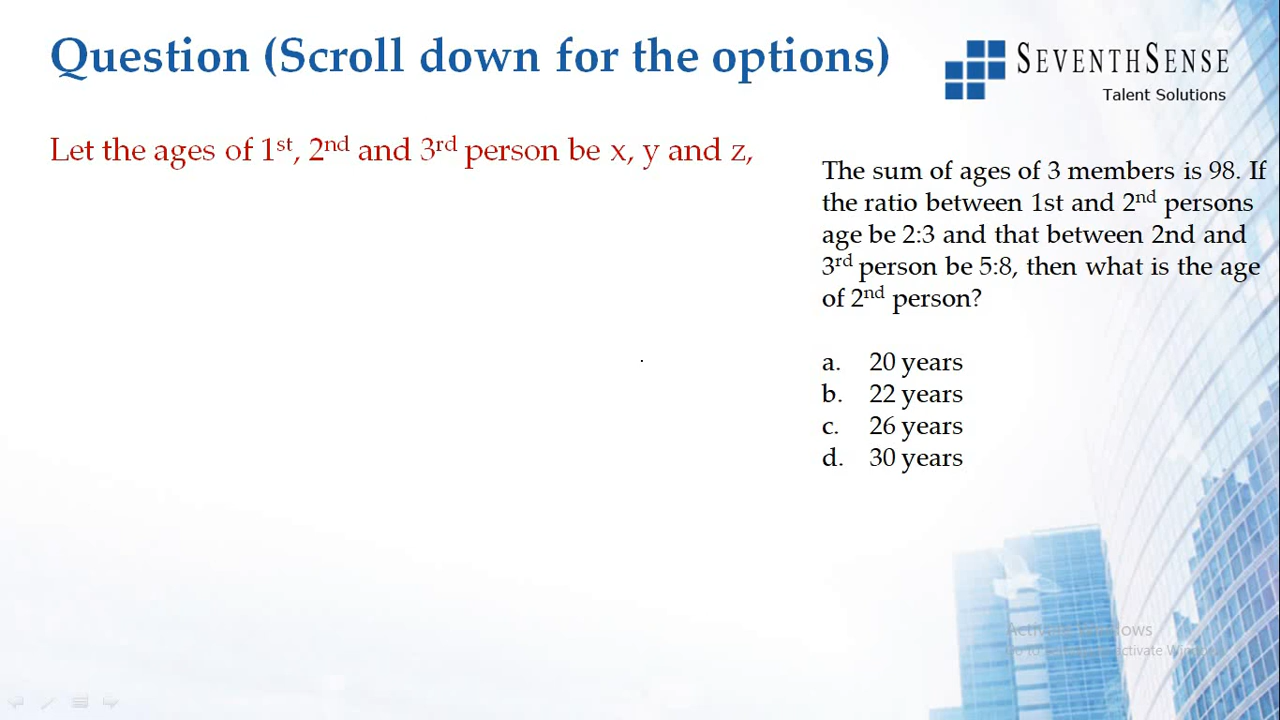 Question (Scroll down for the options)
SEVENTHSENSE
Talent Solutions
Let the ages of 1st, 2nd and 3rd person be x, y and z,
The sum of ages of 3 members is 98. If
the ratio between 1st and 2nd persons
age be 2:3 and that between 2nd and
3rd person be 5:8, then what is the age
of 2nd person?
a. 20 years
b. 22 years
c. 26 years
d. 30 years
Activate Windows